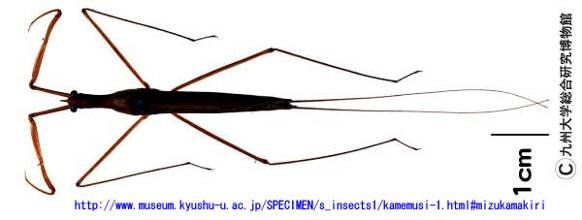 http://www.museum.kyushu-u.ac.jp/SPECIMEN/s_insects1/kamemusi-1.html#mizukamakiri
1cm
Ⓒ九州大学総合研究博物館